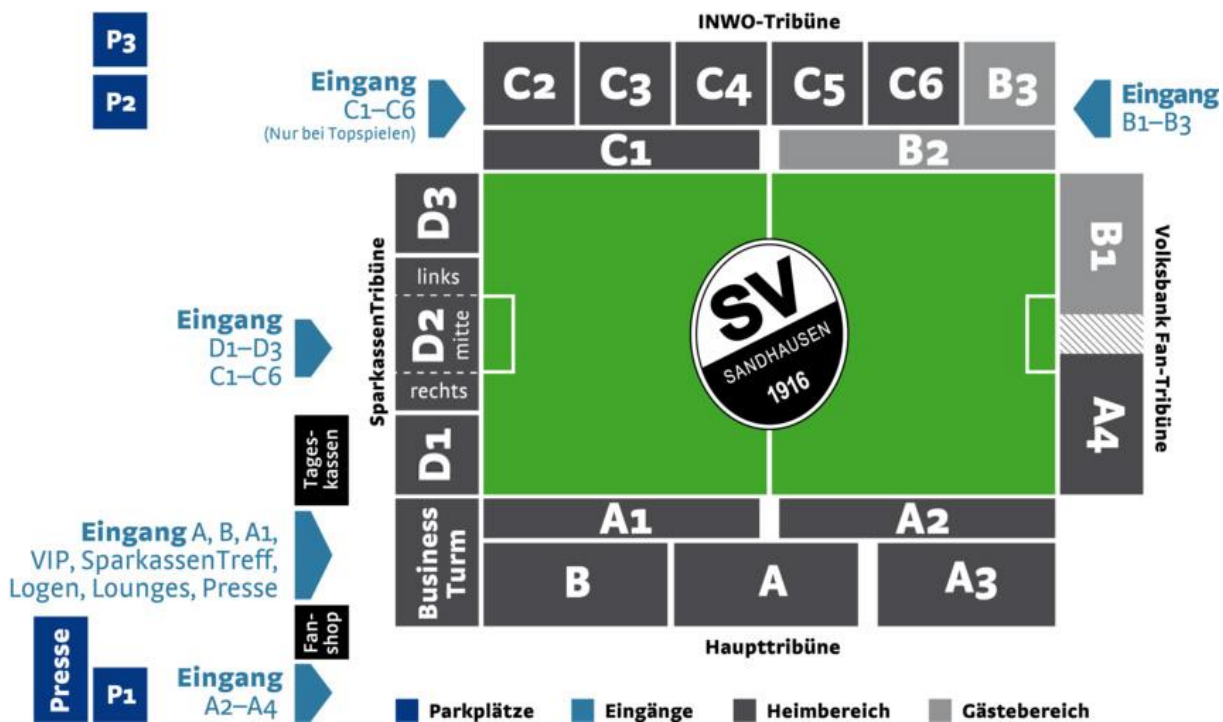 INWO-Tribüne
P3
P2
Eingang
C1–C6
(Nur bei Topspielen)
C2
C3
C4
C5
C6
B3
Eingang
B1–B3
C1
B2
SparkassenTribüne
D3
links
D2
mitte
rechts
D1
B1
A4
Volksbank Fan-Tribüne
SV
SANDHAUSEN
1916
Eingang
D1–D3
C1–C6
Tages-
kassen
Eingang A, B, A1,
VIP, SparkassenTreff,
Logen, Lounges, Presse
Business
Turm
A1
A2
B
A
A3
Fan-
shop
Haupttribüne
Presse
P1
Eingang
A2–A4
Parkplätze
Eingänge
Heimbereich
Gästebereich